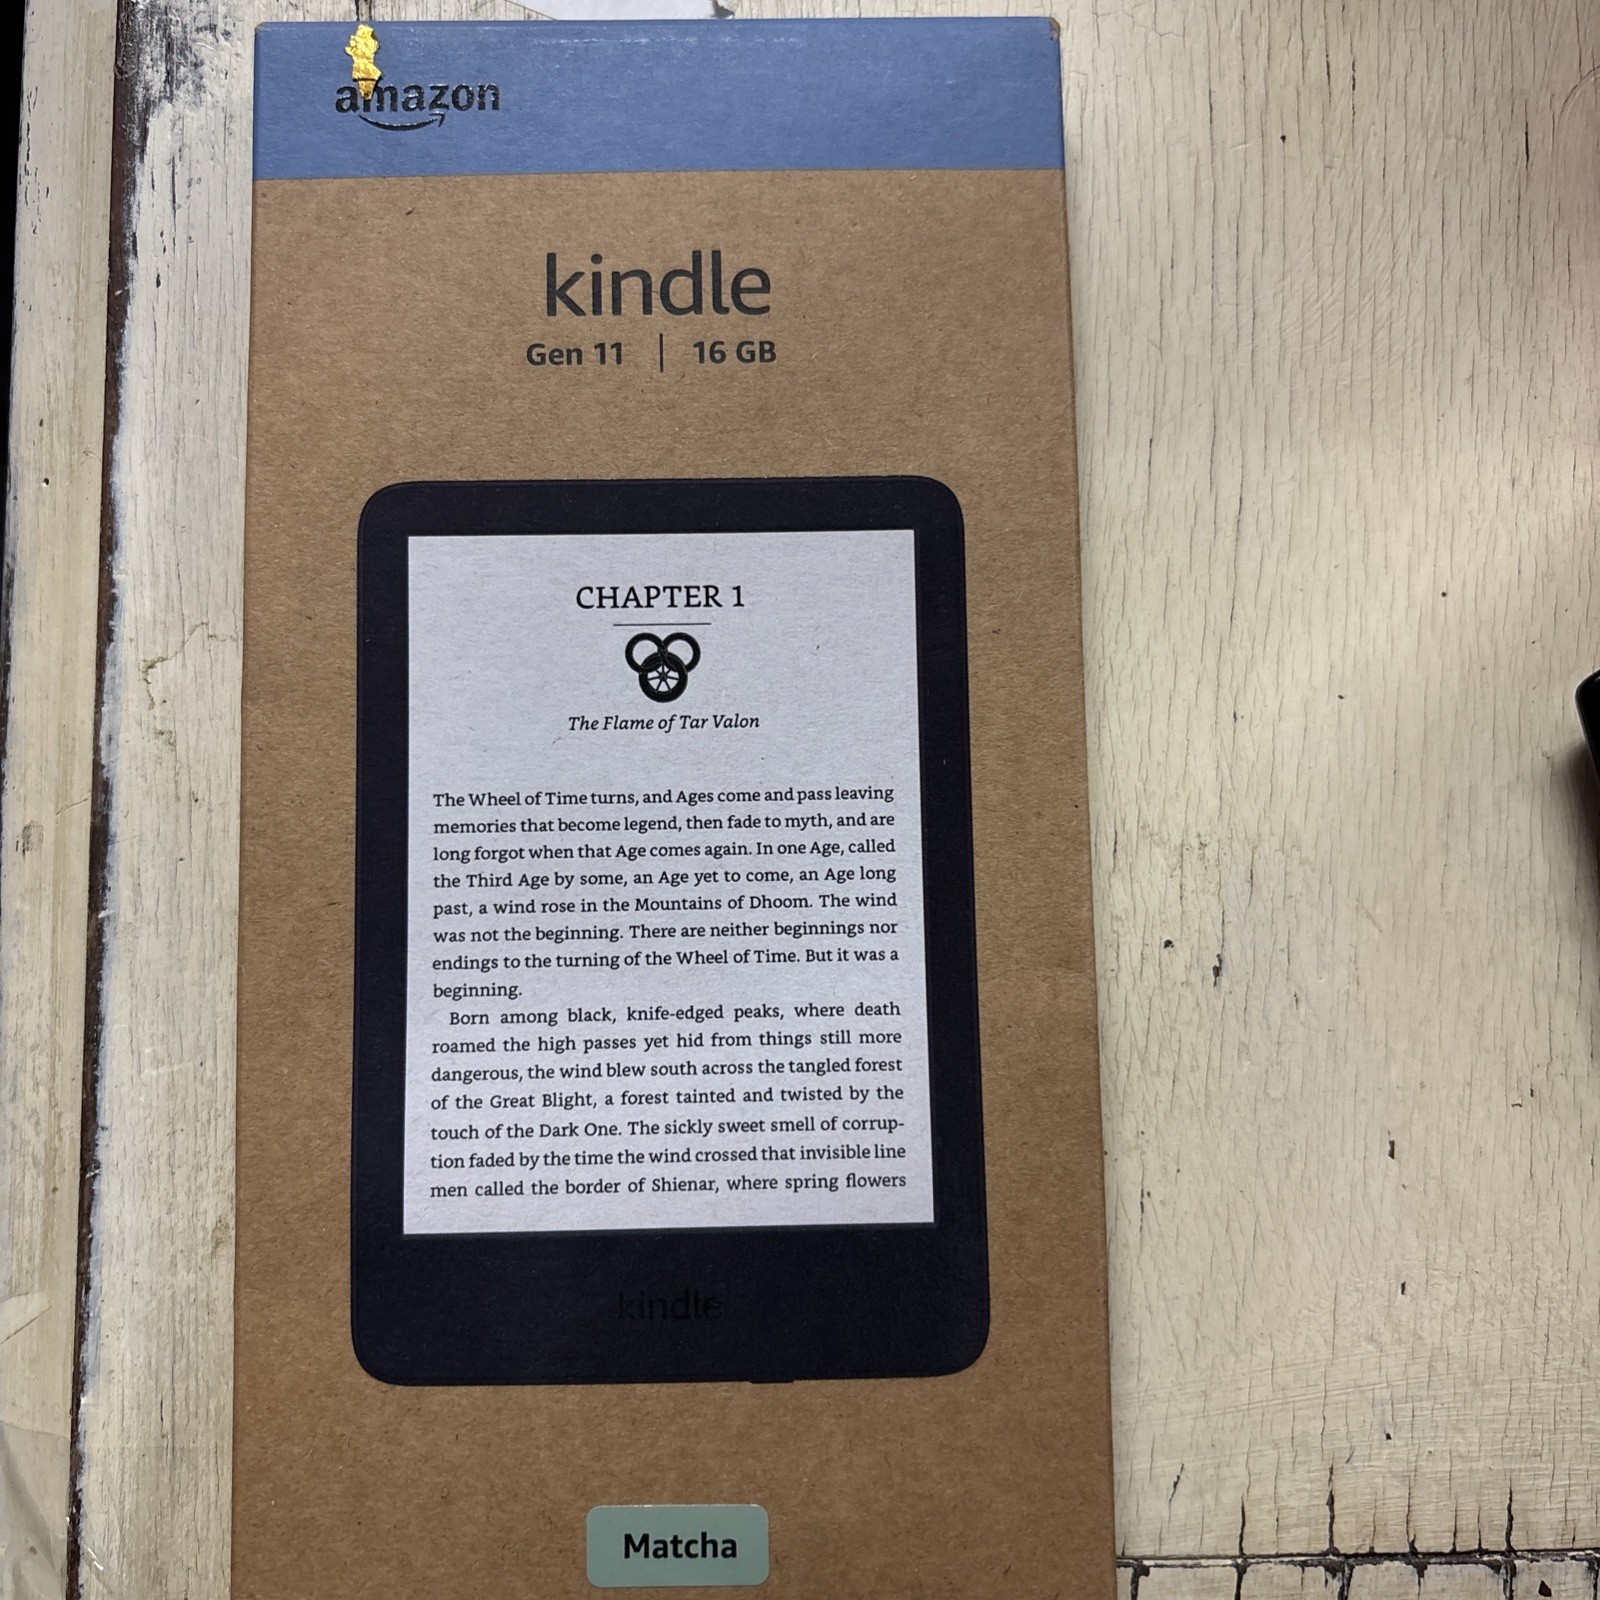 amazon
kindle
Gen 11 | 16 GB
CHAPTER 1
The Flame of Tar Valon
The Wheel of Time turns, and Ages come and pass leaving
memories that become legend, then fade to myth, and are
long forgot when that Age comes again. In one Age, called
the Third Age by some, an Age yet to come, an Age long
past, a wind rose in the Mountains of Dhoom. The wind
was not the beginning. There are neither beginnings nor
endings to the turning of the Wheel of Time. But it was a
beginning.
Born among black, knife-edged peaks, where death
roamed the high passes yet hid from things still more
dangerous, the wind blew south across the tangled forest
of the Great Blight, a forest tainted and twisted by the
touch of the Dark One. The sickly sweet smell of corrup-
tion faded by the time the wind crossed that invisible line
men called the border of Shienar, where spring flowers
kindle
Matcha